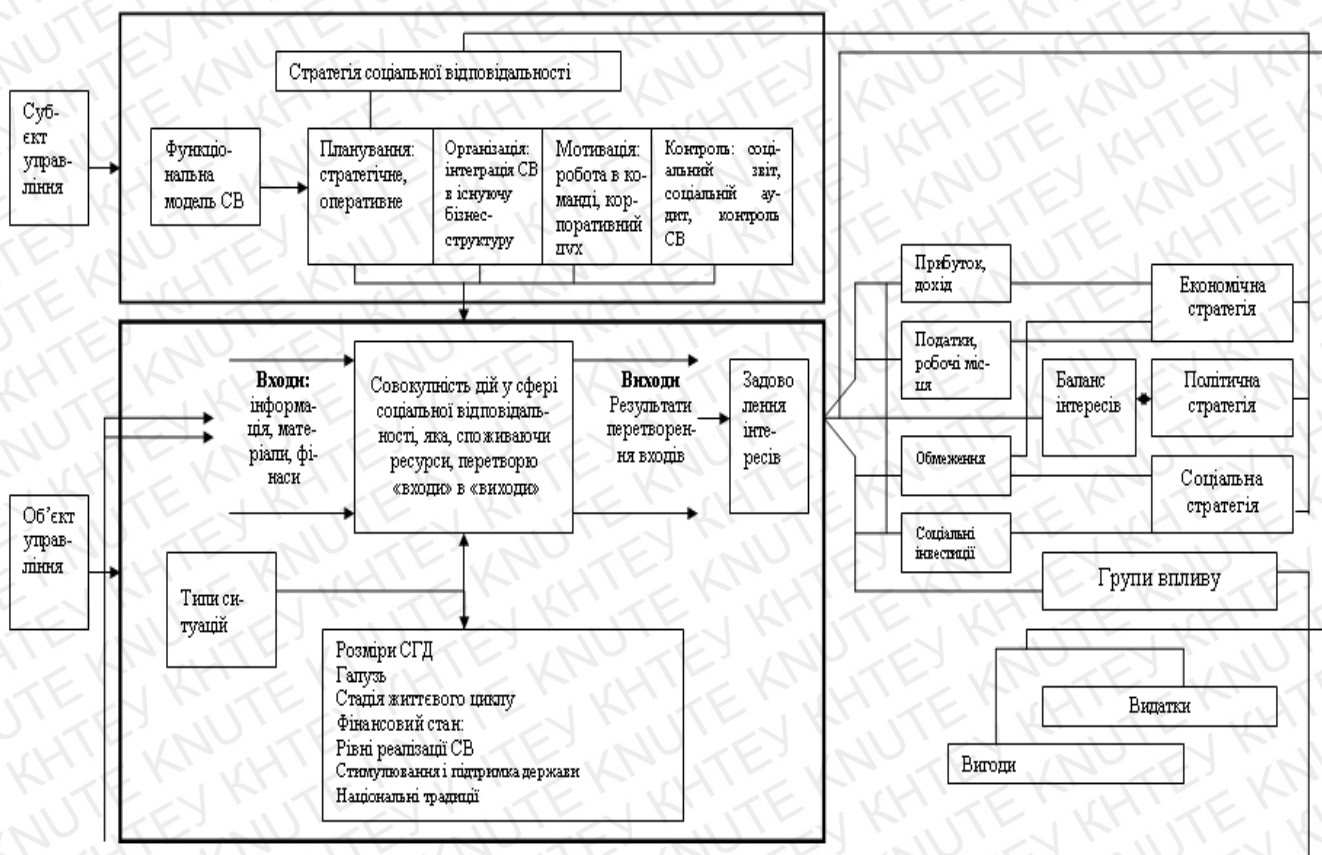 Стратегія соціальної відповідальності
Суб-
єкт
управ-
ління
Функціо-
нальна
модель СВ
Планування:
стратегічне,
оперативне
Організація:
інтеграція СВ
в існуючу
бізнес-
структуру
Мотивація:
робота в ко-
манді, кор-
поративний
дух
Контроль: соці-
альний звіт,
соціальній ау-
дит, контроль
СВ
Об’єкт
управ-
ління
Входи:
інформа-
ція, мате-
ріали, фі-
наси
Совокупність дій у сфері
соціальної відповідаль-
ності, яка, споживаючи
ресурси, перетворю
«входи» в «виходи»
Виходи
Результати
перетворен-
ня входів
Задово
лення
інте-
ресів
Типи си-
туацій
Розміри СГД
Галузь
Стадія життєвого циклу
Фінансовий стан:
Рівні реалізації СВ
Стимулювання і підтримка держави
Національні традиції
Прибуток,
дохід
Податки,
робочі міс-
ця
Обмеження
Соціальні
інвестиції
Баланс
інтересів
Економічна
стратегія
Політична
стратегія
Соціальна
стратегія
Групи впливу
Видатки
Вигоди
KNUTE КНТЕУ